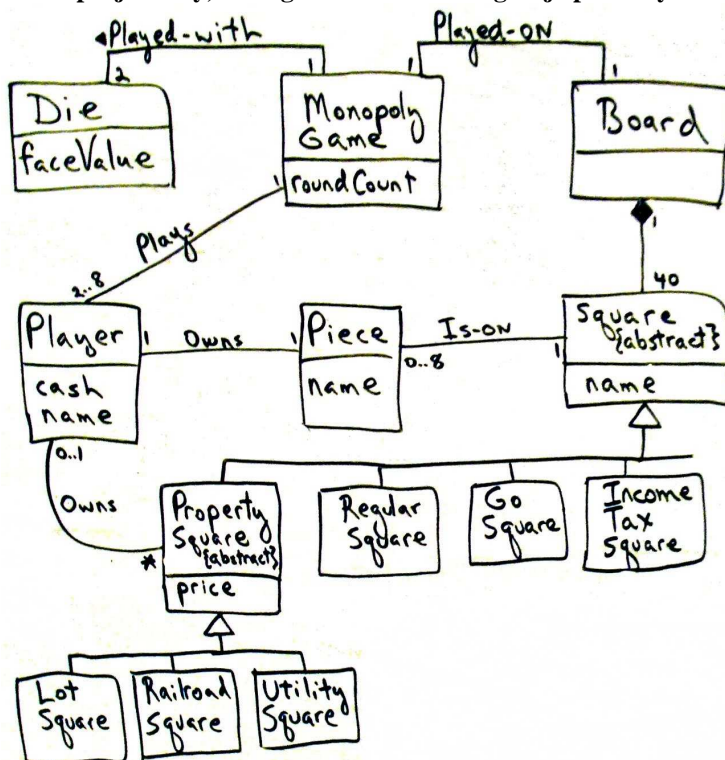 Played-with
Played-ON
2
1
1
1
Die
faceValue
Monopoly
Game
roundCount
Board
1
Plays
1
40
2..8
Player
cash
name
1
Owns
1
Piece
name
Is-ON
0..8
1
Square
{abstract}
name
0..1
Owns
*
Property
Square
{abstract}
price
Regular
Square
Go
Square
Income
Tax
Square
Lot
Square
Railroad
Square
Utility
Square